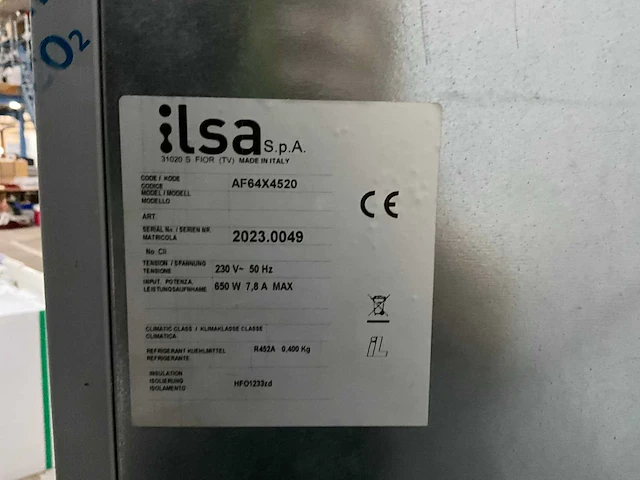 O2
ilsa S.p.A.
31020 S. FIOR (TV) MADE IN ITALY
CODE / KODE
CODICE
MODEL / MODELL
MODELLO
AF64X4520
ART.
SERIAL No. / SERIEN NR.
MATRICOLA
2023.0049
No. Cli
TENSION / SPANNUNG
TENSIONE
230 V~ 50 Hz
INPUT. POTENZA.
LEISTUNGSAUFNAHME
650 W 7,8 A MAX
CLIMATIC CLASS / KLIMAKLASSE CLASSE
CLIMATICA
REFRIGERANT KUEHLMITTEL
REFRIGERANTE
R452A 0,400 Kg
INSULATION
ISOLIERUNG
ISOLAMENTO
HFO1233zd
CE
iL